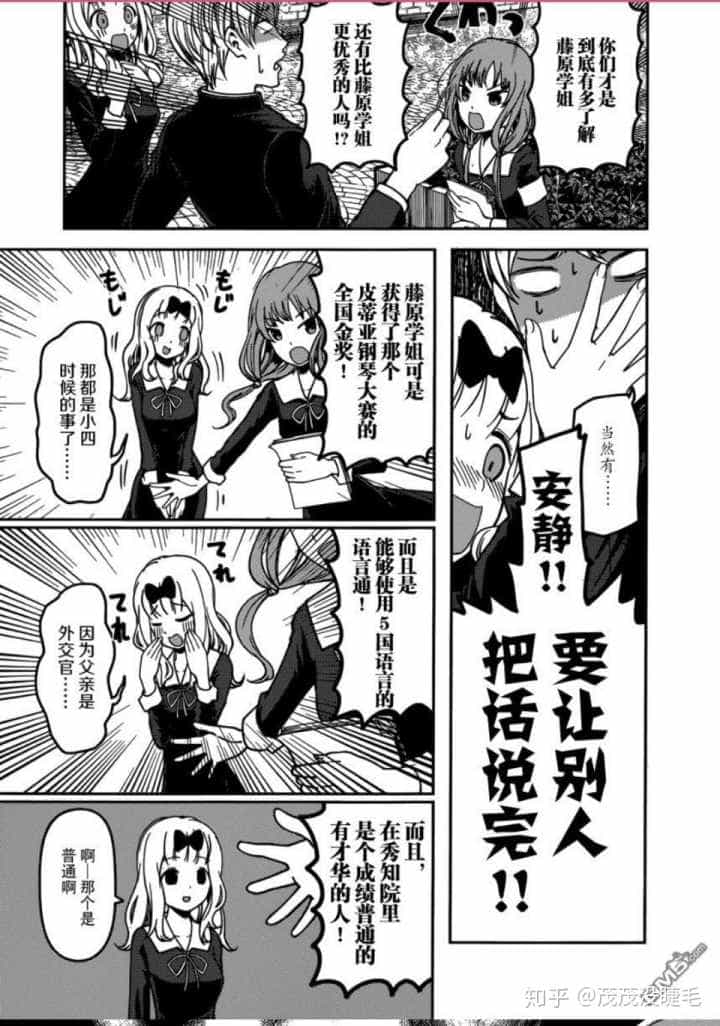 くわっ
你们才是
到底有多了解
藤原学姐
还有比
藤原学姐
更优秀的
人吗!?
当然有……
安静!!
要让别人
把话说完!!
藤原学姐可是
获得了那个
皮蒂亚钢琴大赛的
全国金奖！
もじ
もじ
那都是小四
时候的事了……
而且是
能够使用5国语言的
语言通！
てれ
てれ
因为父亲是
外交官……
而且，
在秀知院里
是个成绩普通的
有才华的人！
啊—那个是
普通啊
知乎 @茂茂没睫毛